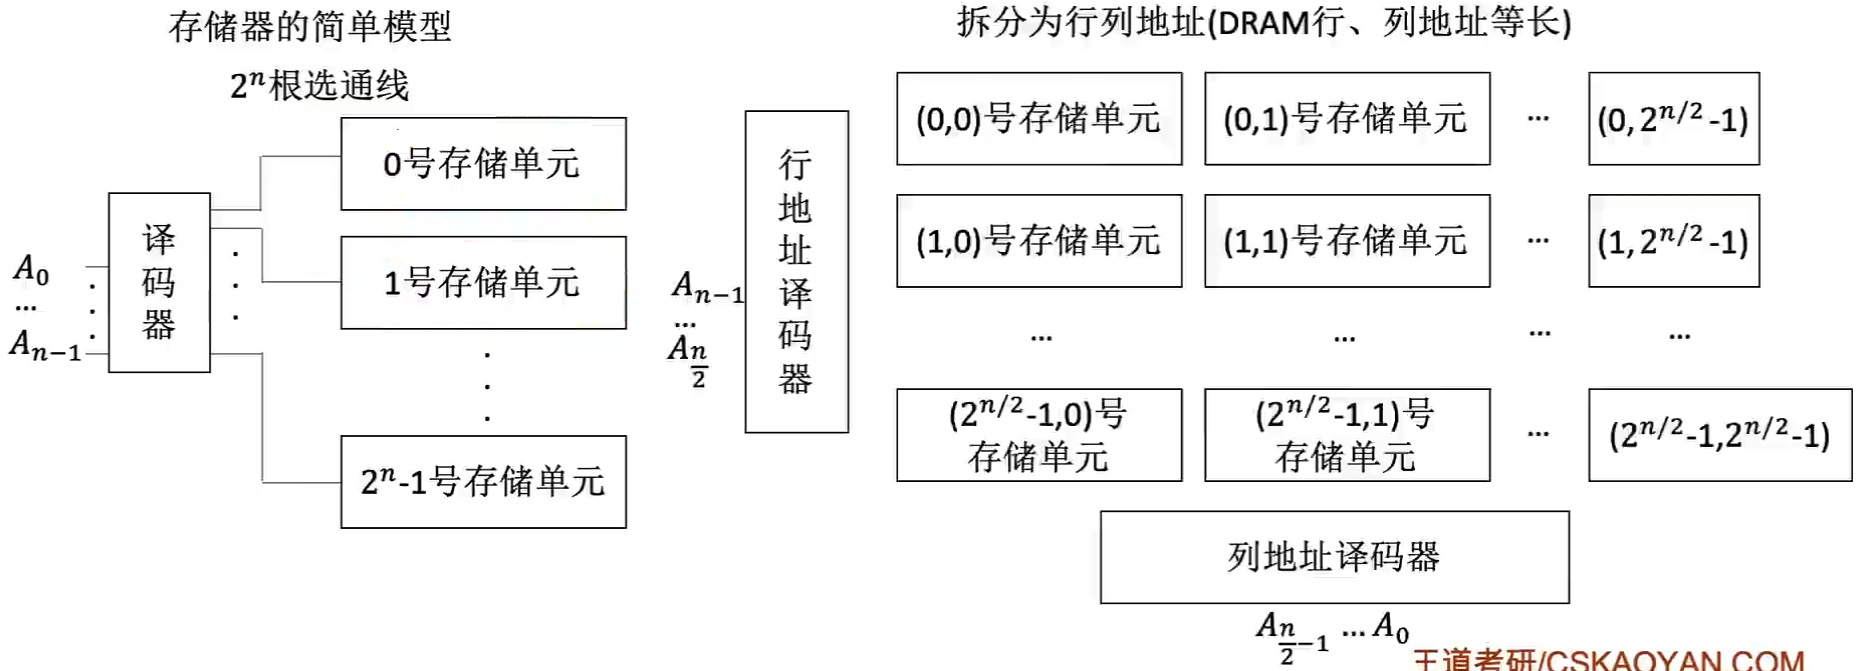 存储器的简单模型
2ⁿ根选通线
A₀
...
Aₙ₋₁
译
码
器
0号存储单元
1号存储单元
2ⁿ-1号存储单元
拆分为行列地址(DRAM行、列地址等长)
Aₙ₋₁
...
A_{n/2}
行
地
址
译
码
器
(0,0)号存储单元 (0,1)号存储单元 ... (0, 2^{n/2}-1)
(1,0)号存储单元 (1,1)号存储单元 ... (1, 2^{n/2}-1)
... ... ... ...
(2^{n/2}-1,0)号
存储单元
(2^{n/2}-1,1)号
存储单元
...
(2^{n/2}-1,2^{n/2}-1)
列地址译码器
A_{n/2-1} ... A₀
王道考研/CSKAOYAN.COM